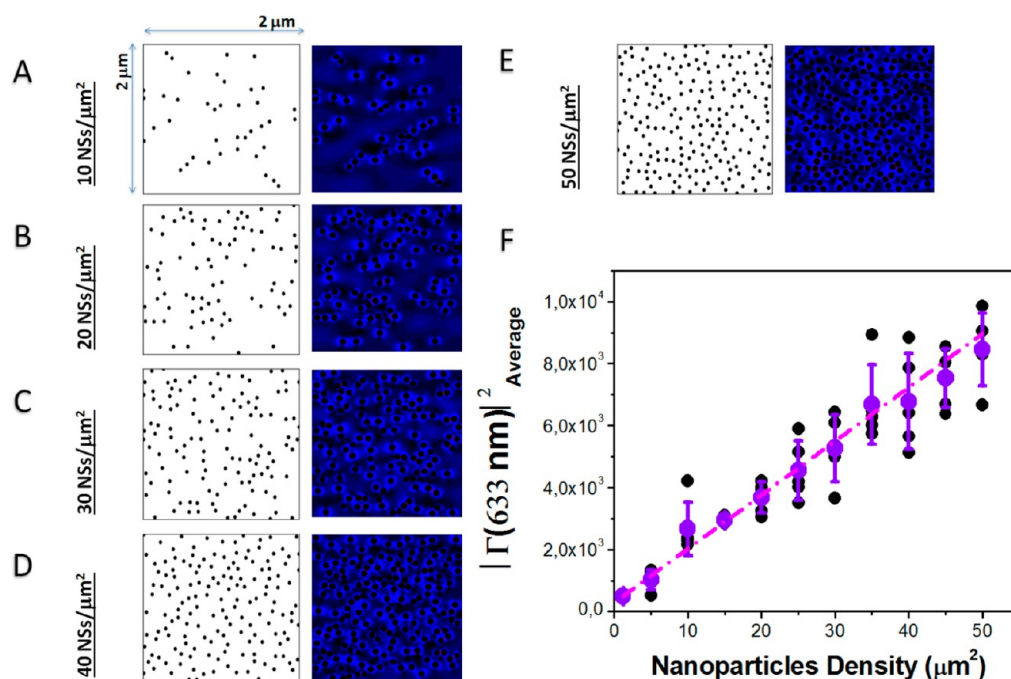 2 μm
2 μm
A
10 NSs/μm²
B
20 NSs/μm²
C
30 NSs/μm²
D
40 NSs/μm²
E
50 NSs/μm²
F
|Γ(633 nm)|² Average
1,0x10⁴
8,0x10³
6,0x10³
4,0x10³
2,0x10³
0,0
0 10 20 30 40 50
Nanoparticles Density (μm²)